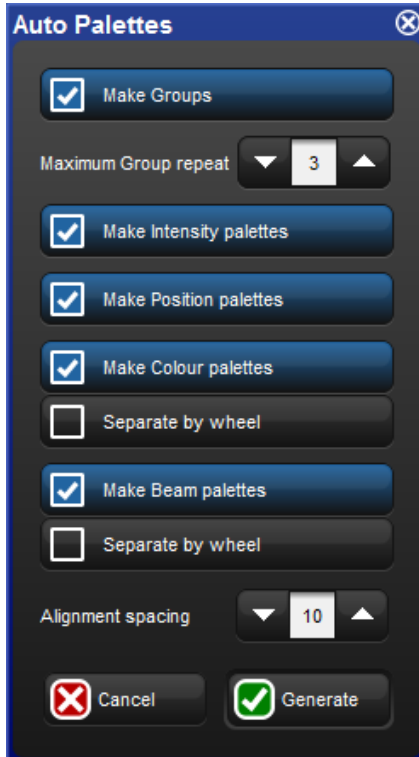 Auto Palettes
Make Groups
Maximum Group repeat 3
Make Intensity palettes
Make Position palettes
Make Colour palettes
Separate by wheel
Make Beam palettes
Separate by wheel
Alignment spacing 10
Cancel Generate